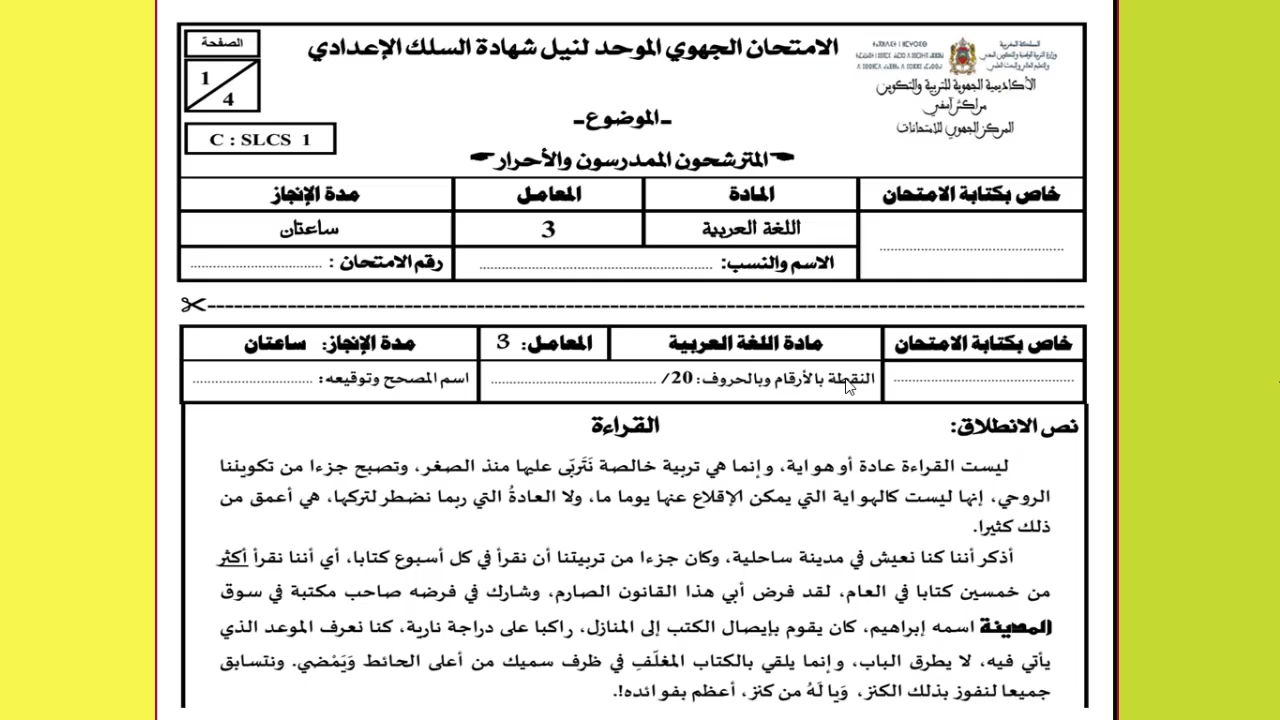 الامتحان الجهوي الموحد لنيل شهادة السلك الإعدادي
المملكة المغربية
الأكاديمية الجهوية للتربية والتكوين
مراكش آسفي
المركز الجهوي للامتحانات
الصفحة
1
4
C : SLCS 1
-الموضوع-
المترشحون الممدرسون والأحرار
خاص بكتابة الامتحان المادة المعامل مدة الإنجاز
اللغة العربية 3 ساعتان
الاسم والنسب: رقم الامتحان :
خاص بكتابة الامتحان مادة اللغة العربية المعامل: 3 مدة الإنجاز: ساعتان
النقطة بالأرقام وبالحروف: 20/ اسم المصحح وتوقيعه:
نص الانطلاق: القراءة
ليست القراءة عادة أو هواية، وإنما هي تربية خالصة نَتَربّى عليها منذ الصغر، وتصبح جزءا من تكويننا
الروحي، إنها ليست كالهواية التي يمكن الإقلاع عنها يوما ما، ولا العادةُ التي ربما نضطر لتركها، هي أعمق من
ذلك كثيرا.
أذكر أننا كنا نعيش في مدينة ساحلية، وكان جزءا من تربيتنا أن نقرأ في كل أسبوع كتابا، أي أننا نقرأ أكثر
من خمسين كتابا في العام، لقد فرض أبي هذا القانون الصارم، وشارك في فرضه صاحب مكتبة في سوق
المدينة اسمه إبراهيم، كان يقوم بإيصال الكتب إلى المنازل، راكبا على دراجة نارية، كنا نعرف الموعد الذي
يأتي فيه، لا يطرق الباب، وإنما يلقي بالكتاب المغلّفِ في ظرف سميك من أعلى الحائط وَيَمْضي. ونتسابق
جميعا لنفوز بذلك الكنز، وَيا لَهُ من كنز، أعظم بفوائده!.